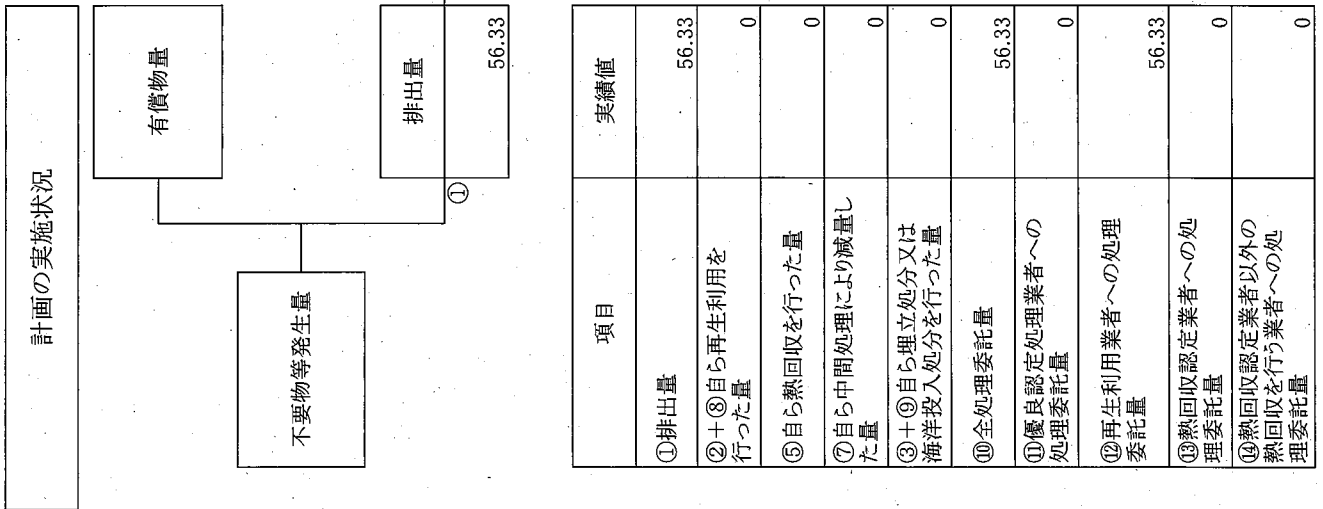 計画の実施状況
不要物等発生量
有償物量
排出量
①
56.33
項目
実績値
①排出量
56.33
②+⑧自ら再生利用を
行った量
0
⑤自ら熱回収を行った量
0
⑦自ら中間処理により減量し
た量
0
③+⑨自ら埋立処分又は
海洋投入処分を行った量
0
⑩全処理委託量
56.33
⑪優良認定処理業者への
処理委託量
0
⑫再生利用業者への処理
委託量
56.33
⑬熱回収認定業者への処
理委託量
0
⑭熱回収認定業者以外の
熱回収を行う業者への処
理委託量
0